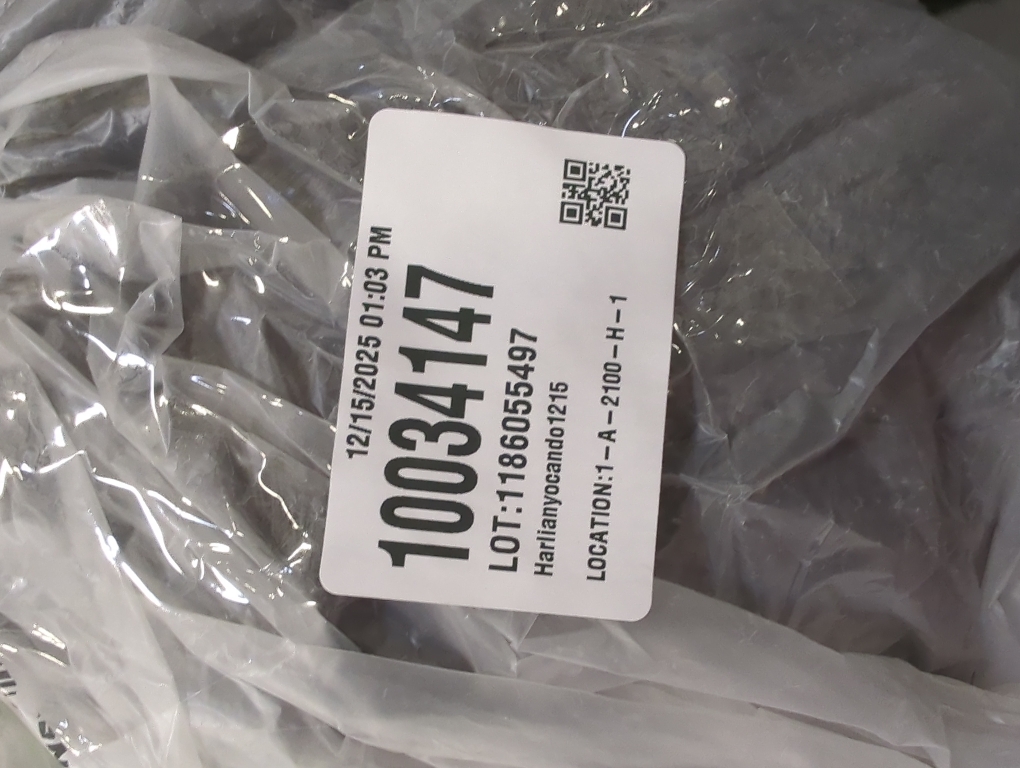 12/15/2025 01:03 PM
10034147
LOT:1186055497
Harlianyocando1215
LOCATION:1-A-2100-H-1